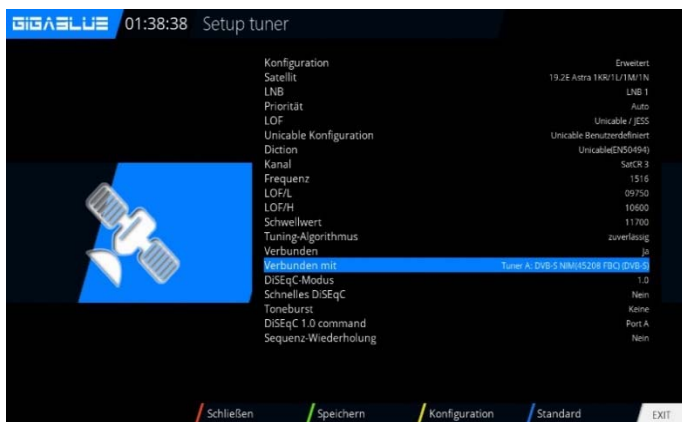 GIGABLUE 01:38:38 Setup tuner
Konfiguration Erweitert
Satellit 19.2E Astra 1KR/1L/1M/1N
LNB LNB 1
Priorität Auto
LOF Unicable / JESS
Unicable Konfiguration Unicable Benutzerdefiniert
Diction Unicable(EN50494)
Kanal SatCR 3
Frequenz 1516
LOF/L 09750
LOF/H 10600
Schwellwert 11700
Tuning-Algorithmus zuverlässig
Verbunden Ja
Verbunden mit Tuner A: DVB-S NIM(45208 FBC) (DVB-S)
DiSEqC-Modus 1.0
Schnelles DiSEqC Nein
Toneburst Keine
DiSEqC 1.0 command Port A
Sequenz-Wiederholung Nein
Schließen Speichern Konfiguration Standard EXIT